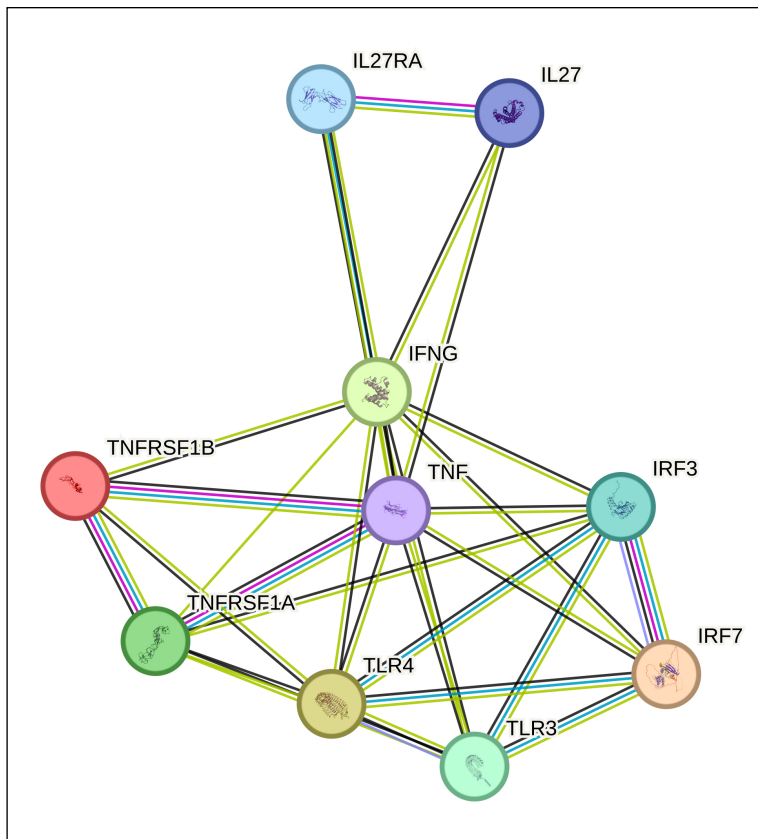 IL27RA
IL27
IFNG
TNFRSF1B
TNF
IRF3
TNFRSF1A
IRF7
TLR4
TLR3